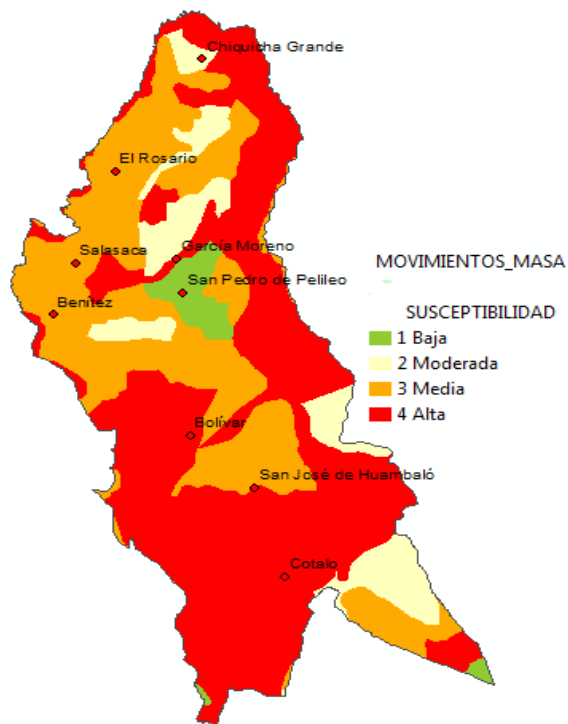 Chiquicha Grande
El Rosario
García Moreno
Salasaca
San Pedro de Pelileo
Benítez
Bolívar
San José de Huambaló
Cotalo
MOVIMIENTOS_MASA
SUSCEPTIBILIDAD
1 Baja
2 Moderada
3 Media
4 Alta